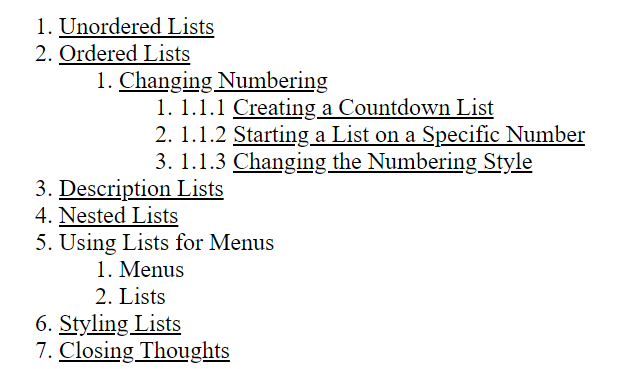 1. Unordered Lists
2. Ordered Lists
1. Changing Numbering
1. 1.1.1 Creating a Countdown List
2. 1.1.2 Starting a List on a Specific Number
3. 1.1.3 Changing the Numbering Style
3. Description Lists
4. Nested Lists
5. Using Lists for Menus
1. Menus
2. Lists
6. Styling Lists
7. Closing Thoughts